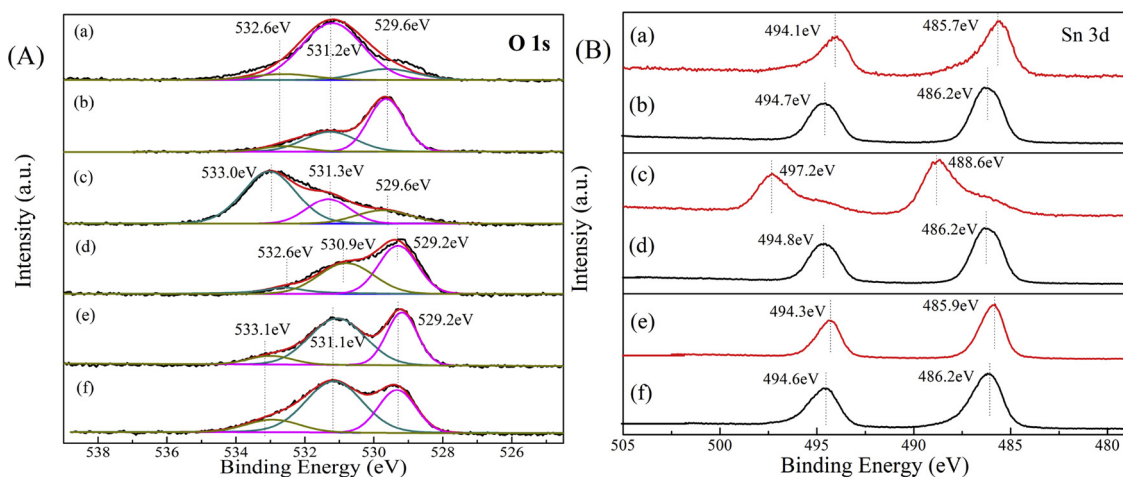 (A)
O 1s
(a)
532.6eV
531.2eV
529.6eV
(b)
(c)
533.0eV
531.3eV
529.6eV
(d)
532.6eV
530.9eV
529.2eV
(e)
533.1eV
531.1eV
529.2eV
(f)
Intensity (a.u.)
538 536 534 532 530 528 526
Binding Energy (eV)
(B)
Sn 3d
(a)
494.1eV
485.7eV
(b)
494.7eV
486.2eV
(c)
497.2eV
488.6eV
(d)
494.8eV
486.2eV
(e)
494.3eV
485.9eV
(f)
494.6eV
486.2eV
Intensiy (a.u.)
505 500 495 490 485 480
Binding Energy (eV)